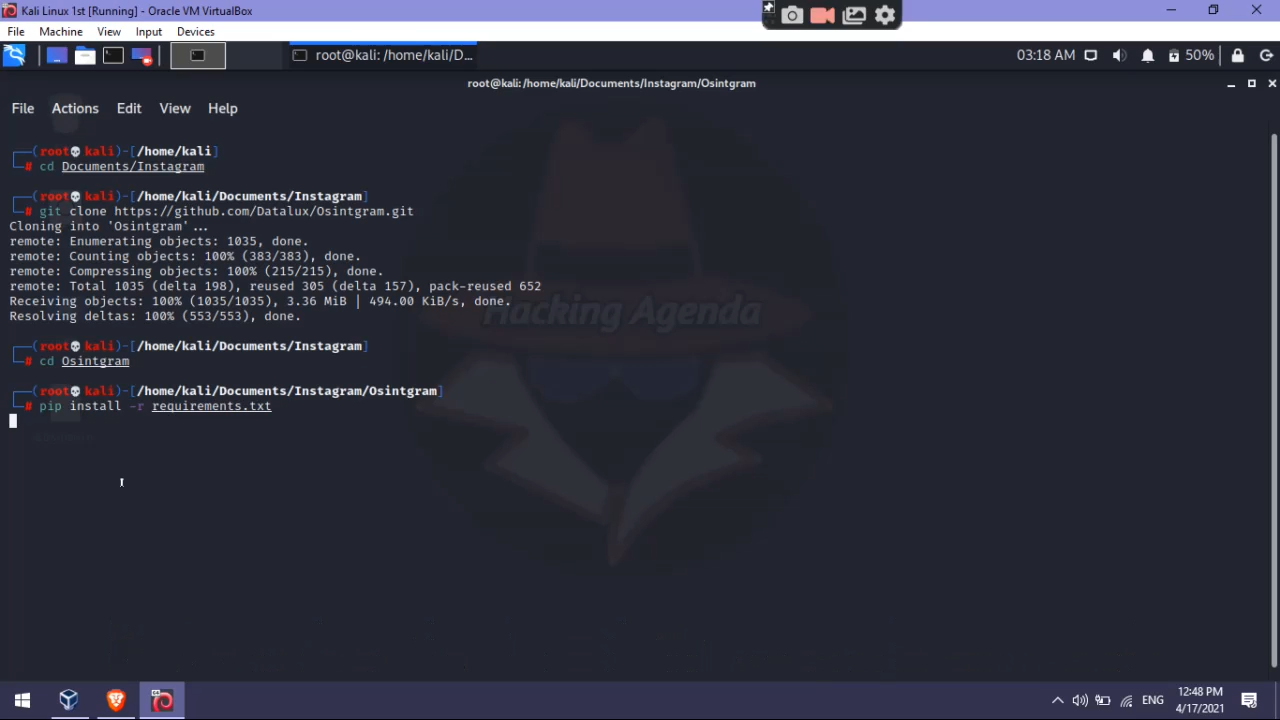 Kali Linux 1st [Running] - Oracle VM VirtualBox
File Machine View Input Devices
root@kali: /home/kali/D...
03:18 AM
50%
root@kali: /home/kali/Documents/Instagram/Osintgram
File Actions Edit View Help
┌──(root💀kali)-[/home/kali]
└─# cd Documents/Instagram
┌──(root💀kali)-[/home/kali/Documents/Instagram]
└─# git clone https://github.com/Datalux/Osintgram.git
Cloning into 'Osintgram'...
remote: Enumerating objects: 1035, done.
remote: Counting objects: 100% (383/383), done.
remote: Compressing objects: 100% (215/215), done.
remote: Total 1035 (delta 198), reused 305 (delta 157), pack-reused 652
Receiving objects: 100% (1035/1035), 3.36 MiB | 494.00 KiB/s, done.
Resolving deltas: 100% (553/553), done.
Hacking Agenda
┌──(root💀kali)-[/home/kali/Documents/Instagram]
└─# cd Osintgram
┌──(root💀kali)-[/home/kali/Documents/Instagram/Osintgram]
└─# pip install -r requirements.txt
ENG
12:48 PM
4/17/2021